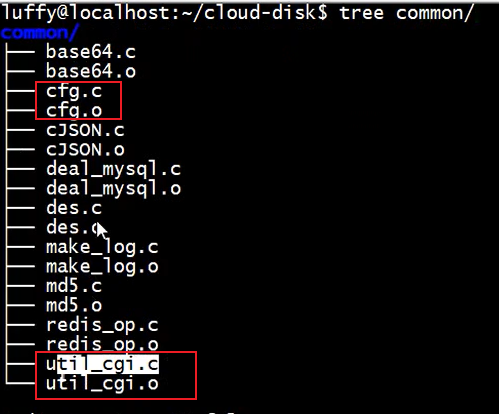 luffy@localhost:~/cloud-disk$ tree common/
common/
├── base64.c
├── base64.o
├── cfg.c
├── cfg.o
├── cJSON.c
├── cJSON.o
├── deal_mysql.c
├── deal_mysql.o
├── des.c
├── des.o
├── make_log.c
├── make_log.o
├── md5.c
├── md5.o
├── redis_op.c
├── redis_op.o
├── util_cgi.c
└── util_cgi.o